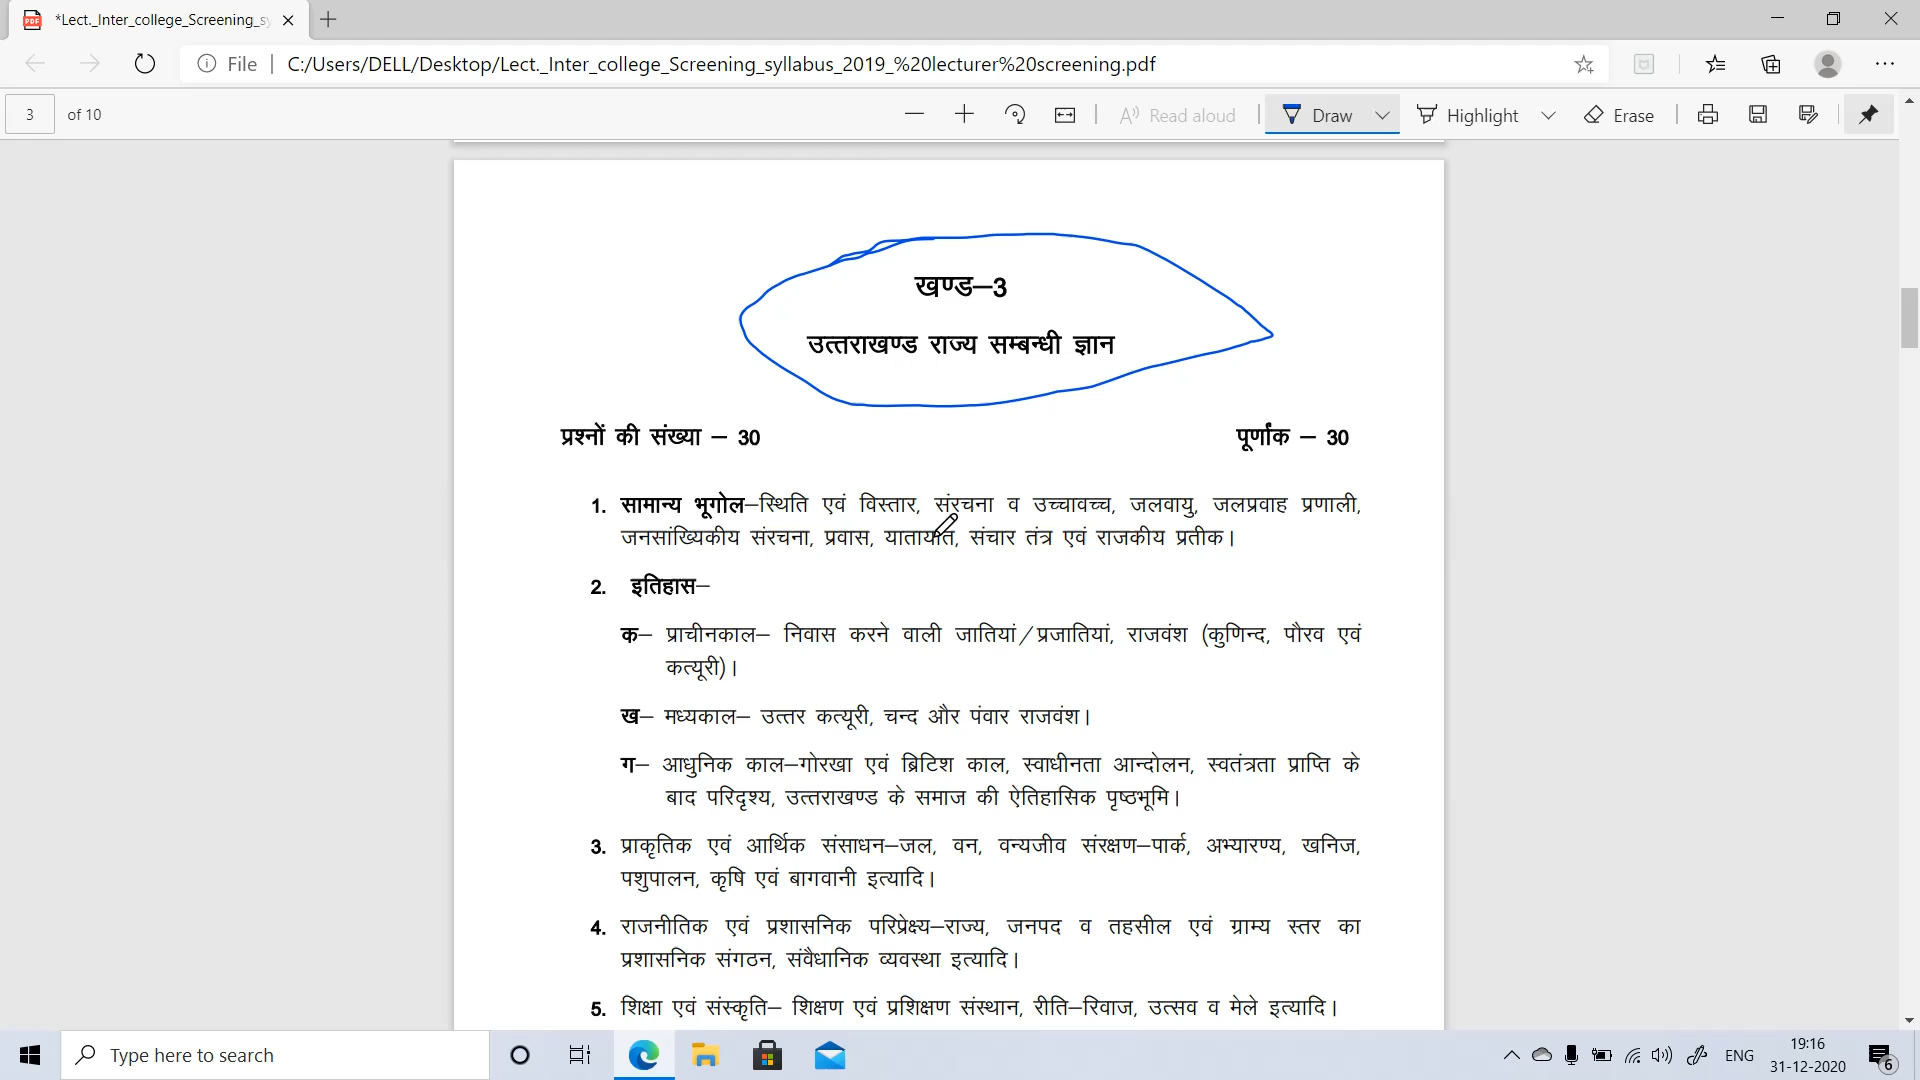 *Lect._Inter_college_Screening_sy
File
C:/Users/DELL/Desktop/Lect._Inter_college_Screening_syllabus_2019_%20lecturer%20screening.pdf
3 of 10
Read aloud
Draw
Highlight
Erase
खण्ड–3
उत्तराखण्ड राज्य सम्बन्धी ज्ञान
प्रश्नों की संख्या – 30 पूर्णांक – 30
1. सामान्य भूगोल–स्थिति एवं विस्तार, संरचना व उच्चावच्च, जलवायु, जलप्रवाह प्रणाली,
जनसांख्यिकीय संरचना, प्रवास, यातायात, संचार तंत्र एवं राजकीय प्रतीक।
2. इतिहास–
क– प्राचीनकाल– निवास करने वाली जातियां/प्रजातियां, राजवंश (कुणिन्द, पौरव एवं
कत्यूरी)।
ख– मध्यकाल– उत्तर कत्यूरी, चन्द और पंवार राजवंश।
ग– आधुनिक काल–गोरखा एवं ब्रिटिश काल, स्वाधीनता आन्दोलन, स्वतंत्रता प्राप्ति के
बाद परिदृश्य, उत्तराखण्ड के समाज की ऐतिहासिक पृष्ठभूमि।
3. प्राकृतिक एवं आर्थिक संसाधन–जल, वन, वन्यजीव संरक्षण–पार्क, अभ्यारण्य, खनिज,
पशुपालन, कृषि एवं बागवानी इत्यादि।
4. राजनीतिक एवं प्रशासनिक परिप्रेक्ष्य–राज्य, जनपद व तहसील एवं ग्राम्य स्तर का
प्रशासनिक संगठन, संवैधानिक व्यवस्था इत्यादि।
5. शिक्षा एवं संस्कृति– शिक्षण एवं प्रशिक्षण संस्थान, रीति–रिवाज, उत्सव व मेले इत्यादि।
Type here to search
ENG
19:16
31-12-2020
6